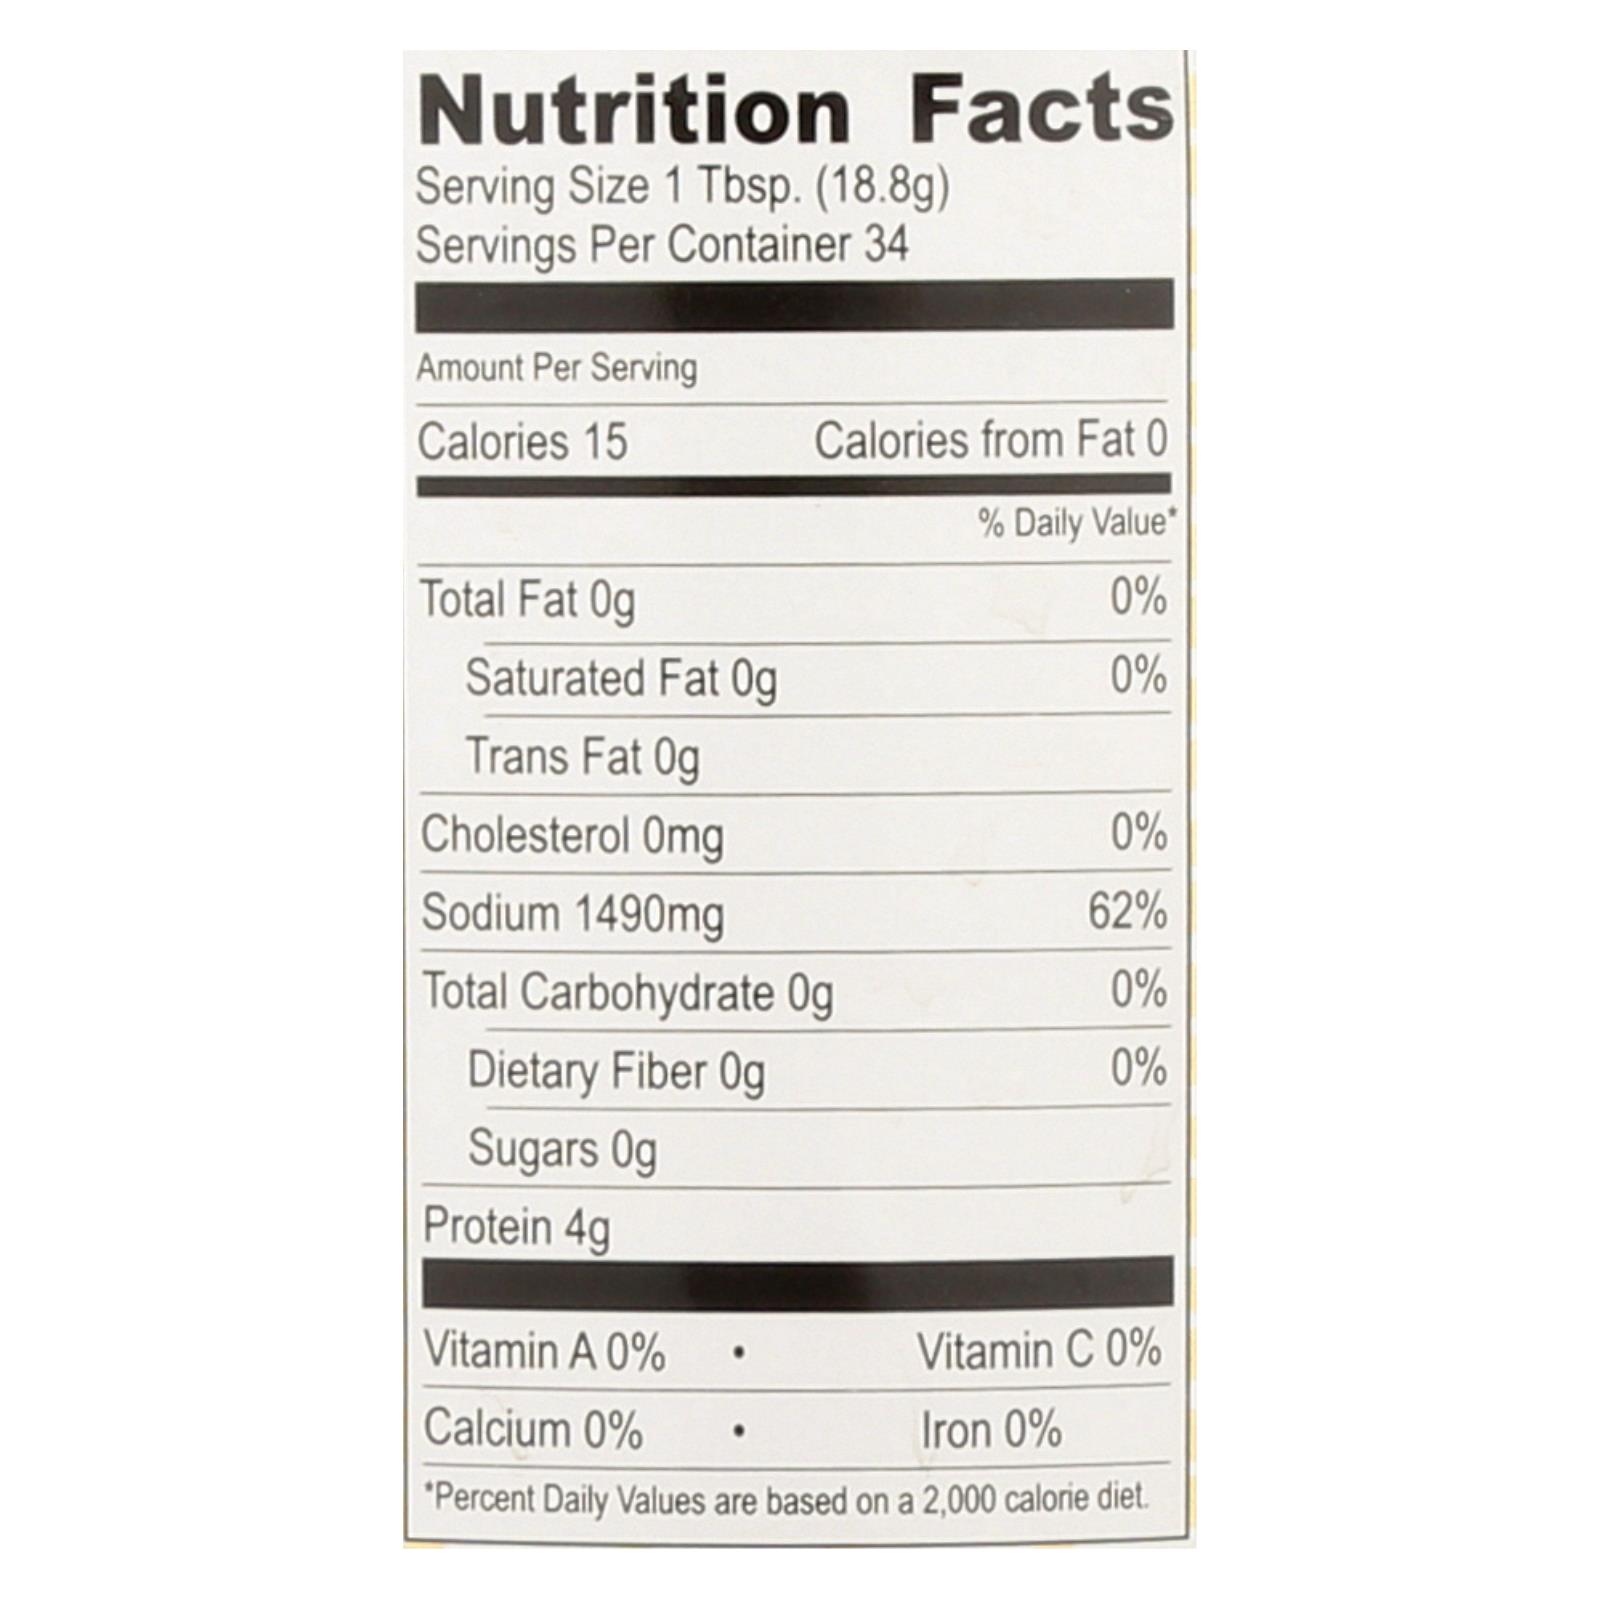 Nutrition Facts
Serving Size 1 Tbsp. (18.8g)
Servings Per Container 34
Amount Per Serving
Calories 15 Calories from Fat 0
% Daily Value*
Total Fat 0g 0%
Saturated Fat 0g 0%
Trans Fat 0g
Cholesterol 0mg 0%
Sodium 1490mg 62%
Total Carbohydrate 0g 0%
Dietary Fiber 0g 0%
Sugars 0g
Protein 4g
Vitamin A 0% • Vitamin C 0%
Calcium 0% • Iron 0%
*Percent Daily Values are based on a 2,000 calorie diet.